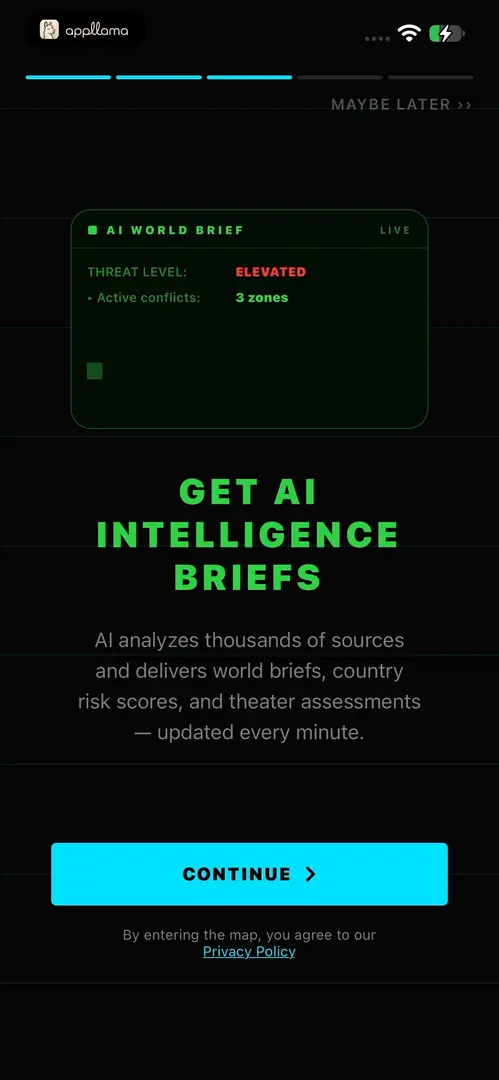 appllama
MAYBE LATER ››
AI WORLD BRIEF
LIVE
THREAT LEVEL: ELEVATED
▸ Active conflicts: 3 zones
GET AI
INTELLIGENCE
BRIEFS
AI analyzes thousands of sources
and delivers world briefs, country
risk scores, and theater assessments
— updated every minute.
CONTINUE
By entering the map, you agree to our
Privacy Policy